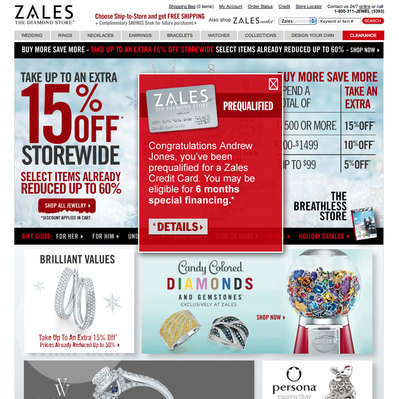 ZALES
THE DIAMOND STORE
Choose Ship-to-Store and get FREE SHIPPING
+ Complimentary SAVINGS Book for future purchases
Shopping Bag (0 items) My Account Order Status Credit Store Locator
Contact us 24/7 online or call
1-800-311-JEWEL (5393)
Also shop ZALES outlet
Keyword or item #
SEARCH
WEDDING RINGS NECKLACES EARRINGS BRACELETS WATCHES MEN'S COLLECTIONS DESIGN YOUR OWN CLEARANCE
BUY MORE SAVE MORE - TAKE UP TO AN EXTRA 15% OFF STOREWIDE SELECT ITEMS ALREADY REDUCED UP TO 60% - SHOP NOW
TAKE UP TO AN EXTRA
15% OFF*
STOREWIDE
SELECT ITEMS ALREADY
REDUCED UP TO 60%
SHOP ALL JEWELRY
*DISCOUNT APPLIED IN CART
ZALES
THE DIAMOND STORE
PREQUALIFIED
Congratulations Andrew
Jones, you've been
prequalified for a Zales
Credit Card. You may be
eligible for 6 months
special financing.*
*DETAILS
BUY MORE SAVE MORE
SPEND A
TOTAL OF
TAKE AN
EXTRA
$1500 OR MORE 15% OFF*
-$1499 10% OFF*
UP TO $99 5% OFF*
THE
BREATHLESS
STORE
GIFT GUIDE: FOR HER FOR HIM UNDER HOLIDAY CATALOG
BRILLIANT VALUES
Take Up To An Extra 15% Off*
Prices Already Reduced Up To 50%
Candy Colored
DIAMONDS
AND GEMSTONES
EXCLUSIVELY AT ZALES
SHOP NOW
persona
Inspiring Silver